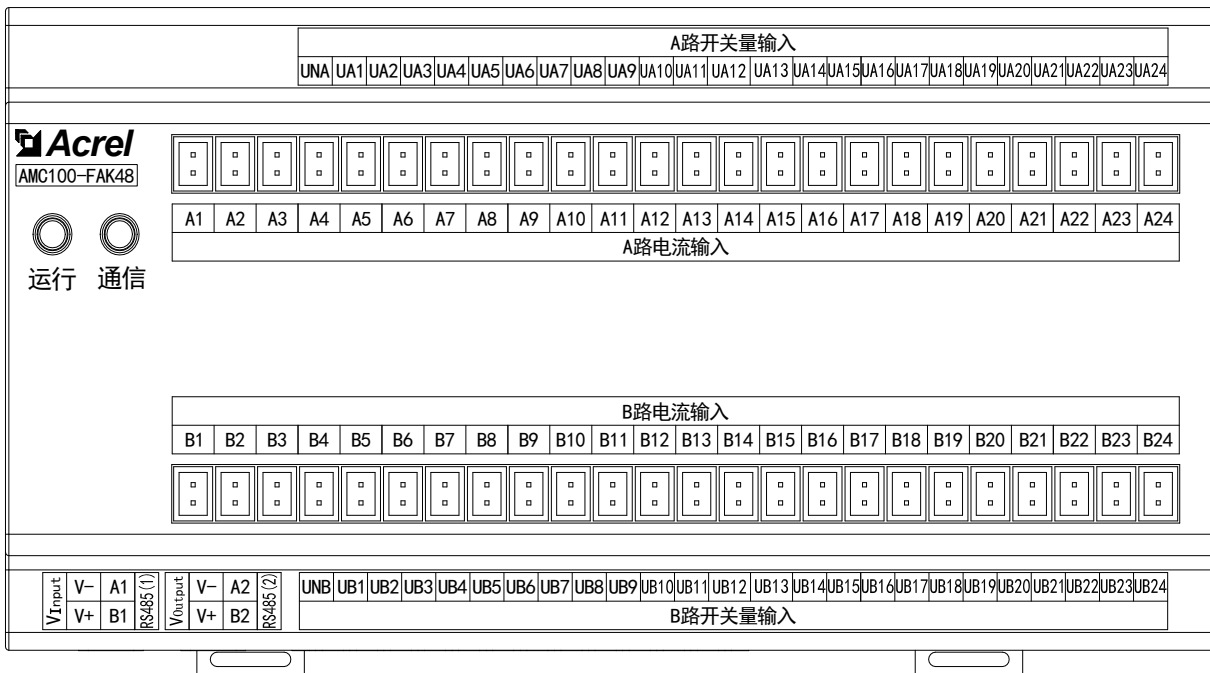 A路开关量输入
UNA UA1 UA2 UA3 UA4 UA5 UA6 UA7 UA8 UA9 UA10 UA11 UA12 UA13 UA14 UA15 UA16 UA17 UA18 UA19 UA20 UA21 UA22 UA23 UA24
Acrel
AMC100-FAK48
运行 通信
A1 A2 A3 A4 A5 A6 A7 A8 A9 A10 A11 A12 A13 A14 A15 A16 A17 A18 A19 A20 A21 A22 A23 A24
A路电流输入
B路电流输入
B1 B2 B3 B4 B5 B6 B7 B8 B9 B10 B11 B12 B13 B14 B15 B16 B17 B18 B19 B20 B21 B22 B23 B24
VInput V- A1 RS485(1) VOutput V- A2 RS485(2)
V+ B1 V+ B2
UNB UB1 UB2 UB3 UB4 UB5 UB6 UB7 UB8 UB9 UB10 UB11 UB12 UB13 UB14 UB15 UB16 UB17 UB18 UB19 UB20 UB21 UB22 UB23 UB24
B路开关量输入